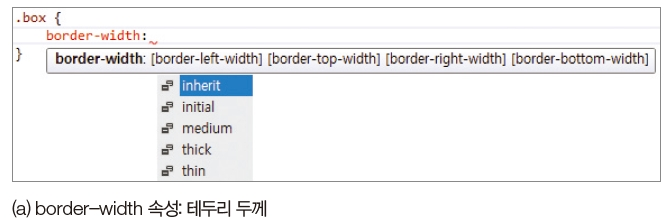 .box {
border-width:
}
border-width: [border-left-width] [border-top-width] [border-right-width] [border-bottom-width]
inherit
initial
medium
thick
thin
(a) border-width 속성: 테두리 두께